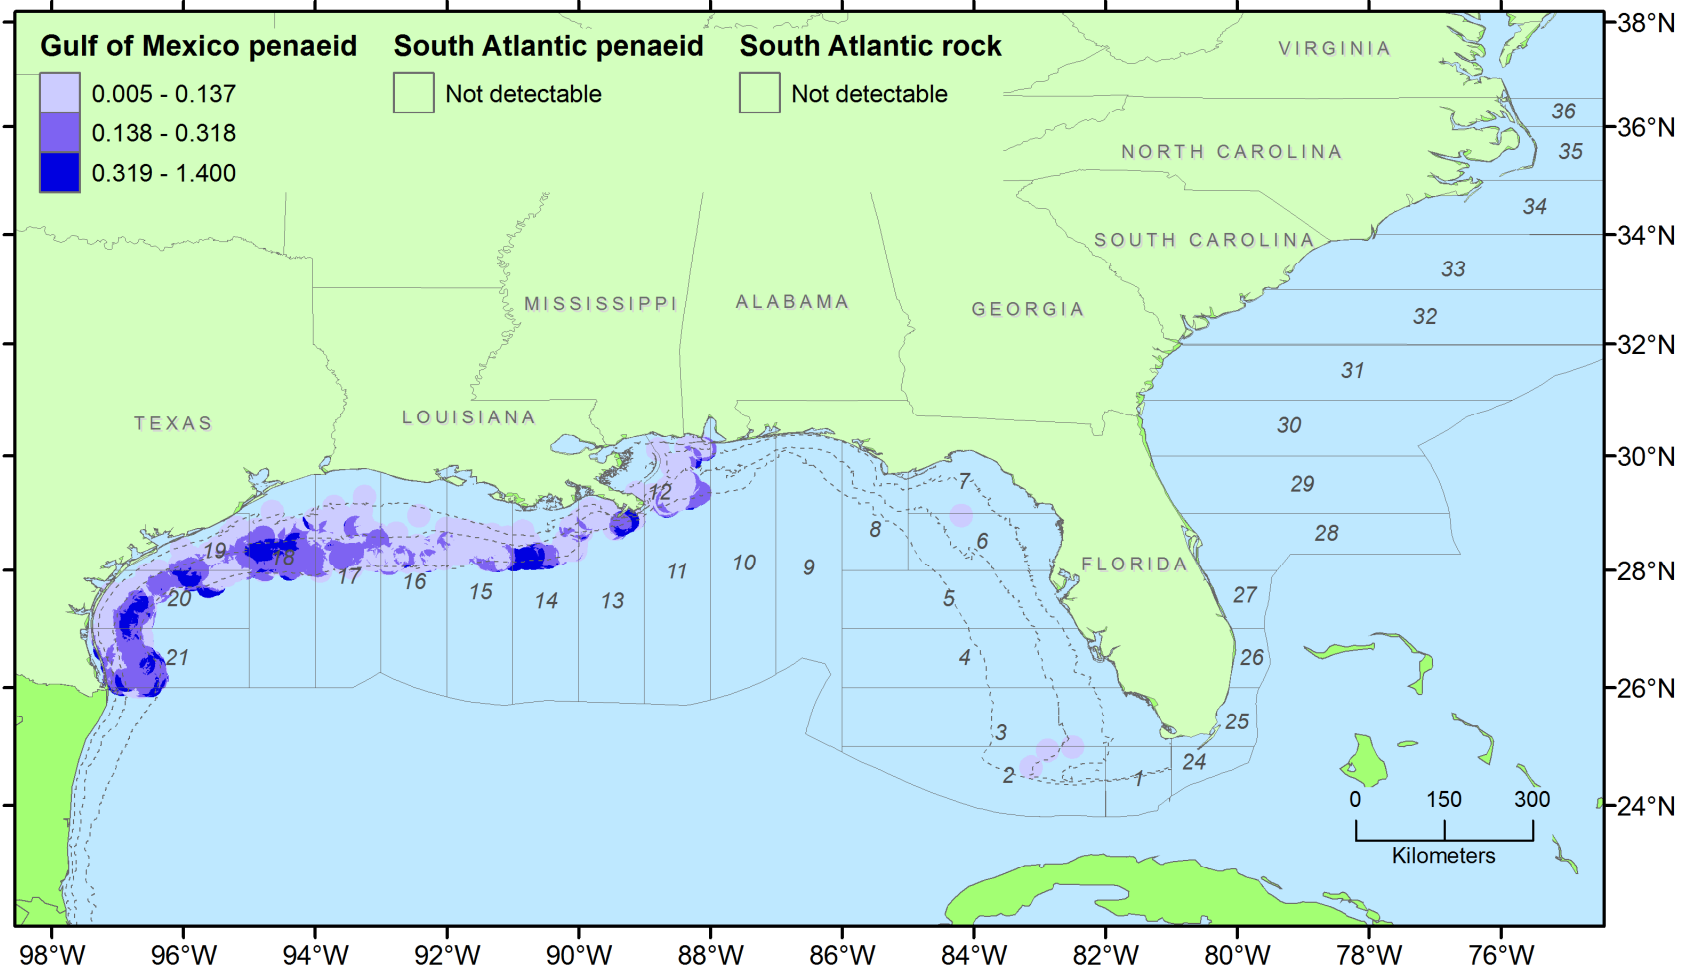 Gulf of Mexico penaeid
0.005 - 0.137
0.138 - 0.318
0.319 - 1.400
South Atlantic penaeid
Not detectable
South Atlantic rock
Not detectable
VIRGINIA
NORTH CAROLINA
SOUTH CAROLINA
MISSISSIPPI
ALABAMA
GEORGIA
TEXAS
LOUISIANA
FLORIDA
36
35
34
33
32
31
30
29
28
27
26
25
24
1
2
3
4
5
6
7
8
9
10
11
12
13
14
15
16
17
18
19
20
21
0 150 300
Kilometers
38°N
36°N
34°N
32°N
30°N
28°N
26°N
24°N
98°W 96°W 94°W 92°W 90°W 88°W 86°W 84°W 82°W 80°W 78°W 76°W